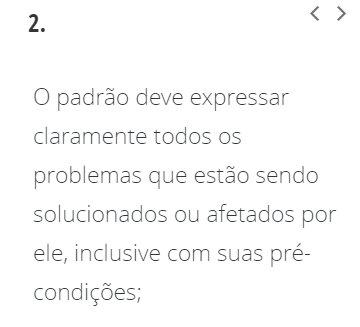 2.
O padrão deve expressar
claramente todos os
problemas que estão sendo
solucionados ou afetados por
ele, inclusive com suas pré-
condições;